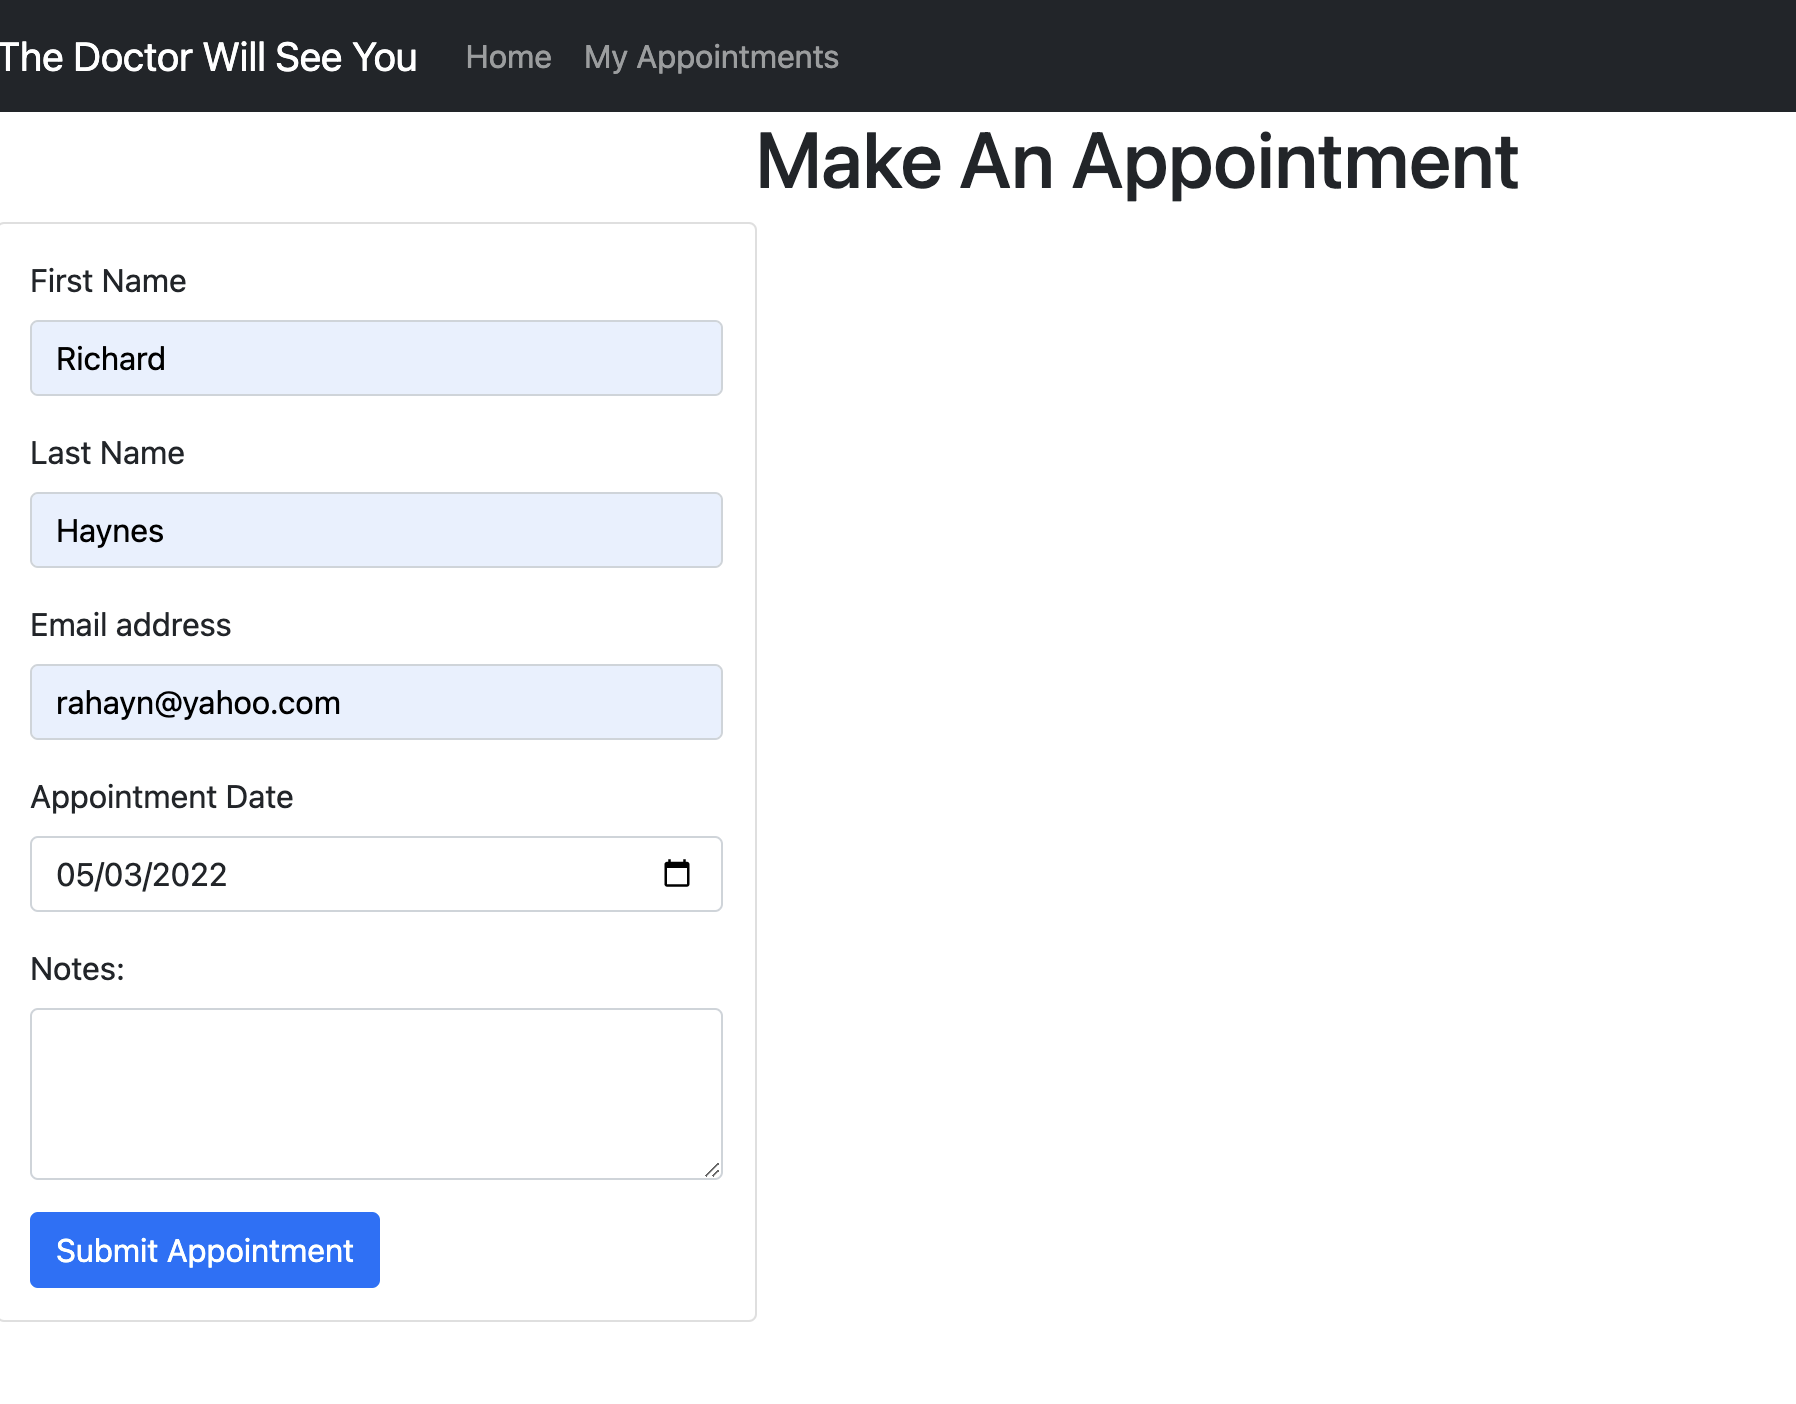 The Doctor Will See You Home My Appointments
Make An Appointment
First Name
Richard
Last Name
Haynes
Email address
rahayn@yahoo.com
Appointment Date
05/03/2022
Notes:
Submit Appointment